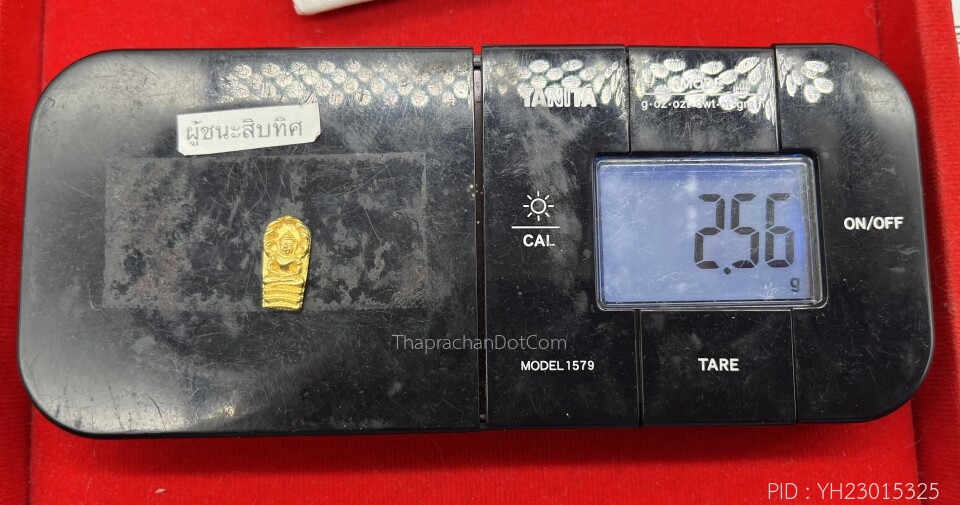 ผู้ชนะสิบทิศ
TANITA
CAL
2.56
g
ON/OFF
ThaprachanDotCom
MODEL 1579
TARE
PID : YH23015325